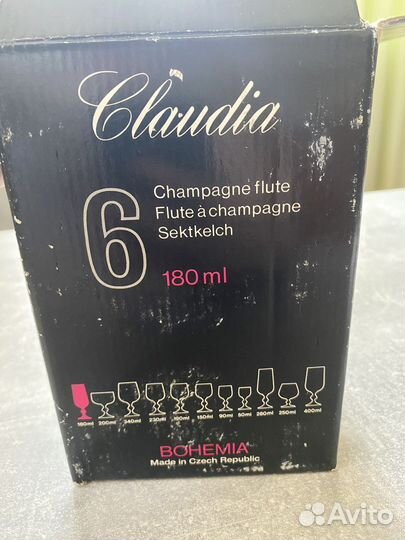 Claudia
6
Champagne flute
Flute à champagne
Sektkelch
180 ml
180ml 200ml 340ml 230ml 190ml 150ml 90ml 50ml 280ml 250ml 400ml
BOHEMIA
Made in Czech Republic
Avito